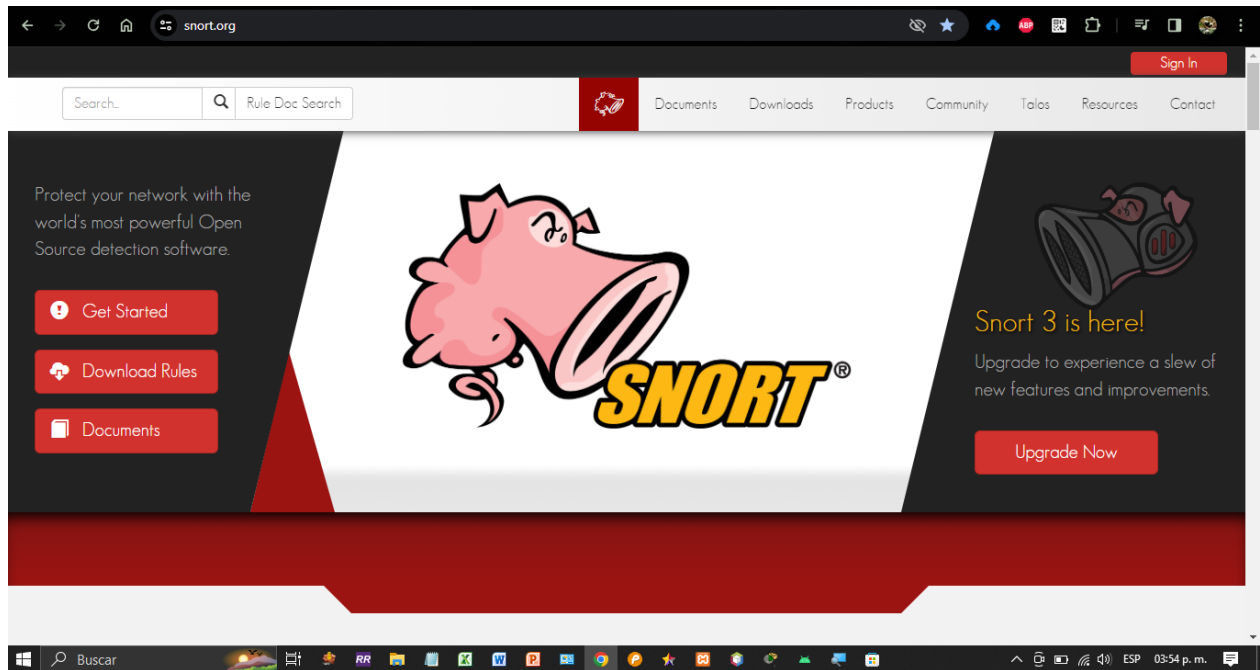 snort.org
ABP
Sign In
Search...
Rule Doc Search
Documents
Downloads
Products
Community
Talos
Resources
Contact
Protect your network with the
world's most powerful Open
Source detection software.
Get Started
Download Rules
Documents
SNORT®
Snort 3 is here!
Upgrade to experience a slew of
new features and improvements.
Upgrade Now
Buscar
RR
ESP
03:54 p. m.